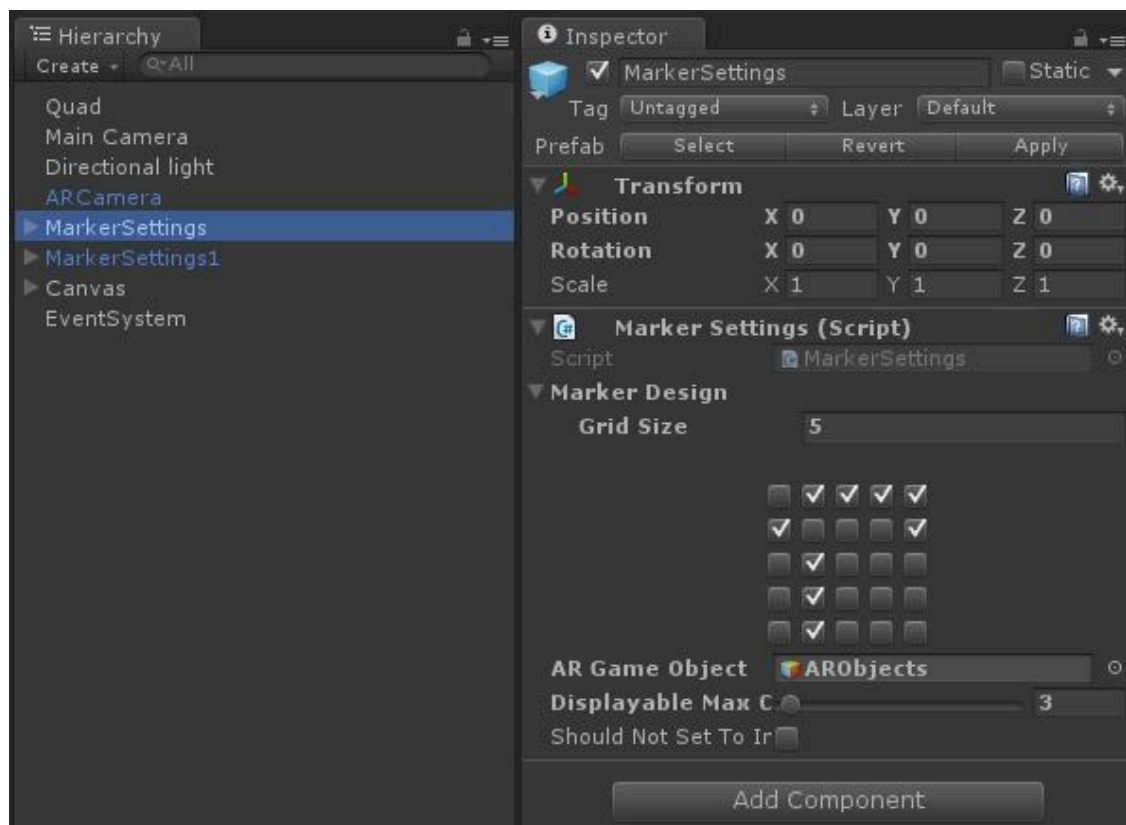 Hierarchy
Create All
Quad
Main Camera
Directional light
ARCamera
MarkerSettings
MarkerSettings1
Canvas
EventSystem
Inspector
MarkerSettings Static
Tag Untagged Layer Default
Prefab Select Revert Apply
Transform
Position X 0 Y 0 Z 0
Rotation X 0 Y 0 Z 0
Scale X 1 Y 1 Z 1
Marker Settings (Script)
Script MarkerSettings
Marker Design
Grid Size 5
AR Game Object ARObjects
Displayable Max C 3
Should Not Set To Ir
Add Component